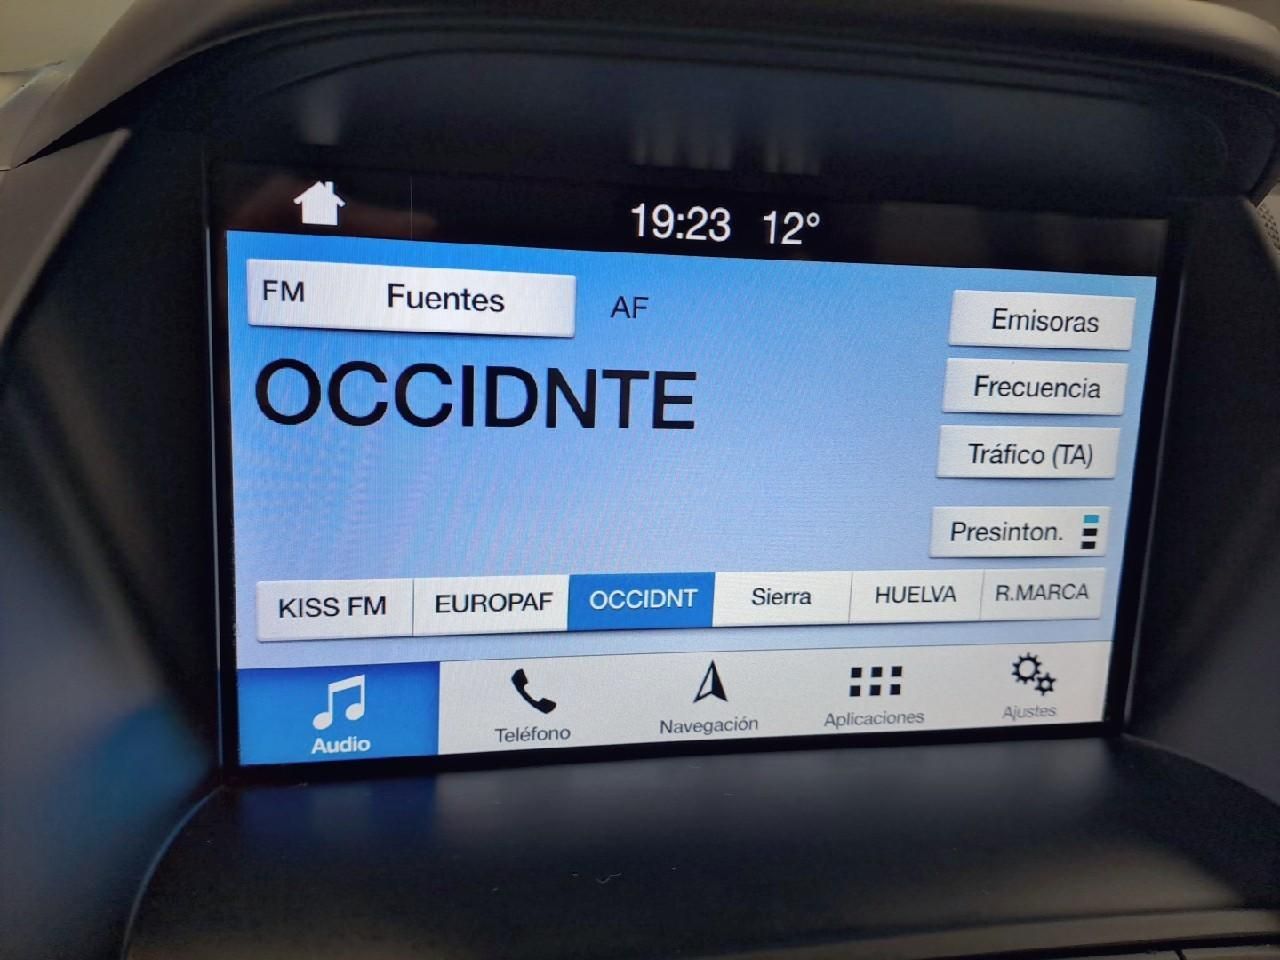 19:23 12°
FM Fuentes AF
Emisoras
OCCIDNTE
Frecuencia
Tráfico (TA)
Presinton.
KISS FM EUROPAF OCCIDNT Sierra HUELVA R.MARCA
Audio Teléfono Navegación Aplicaciones Ajustes